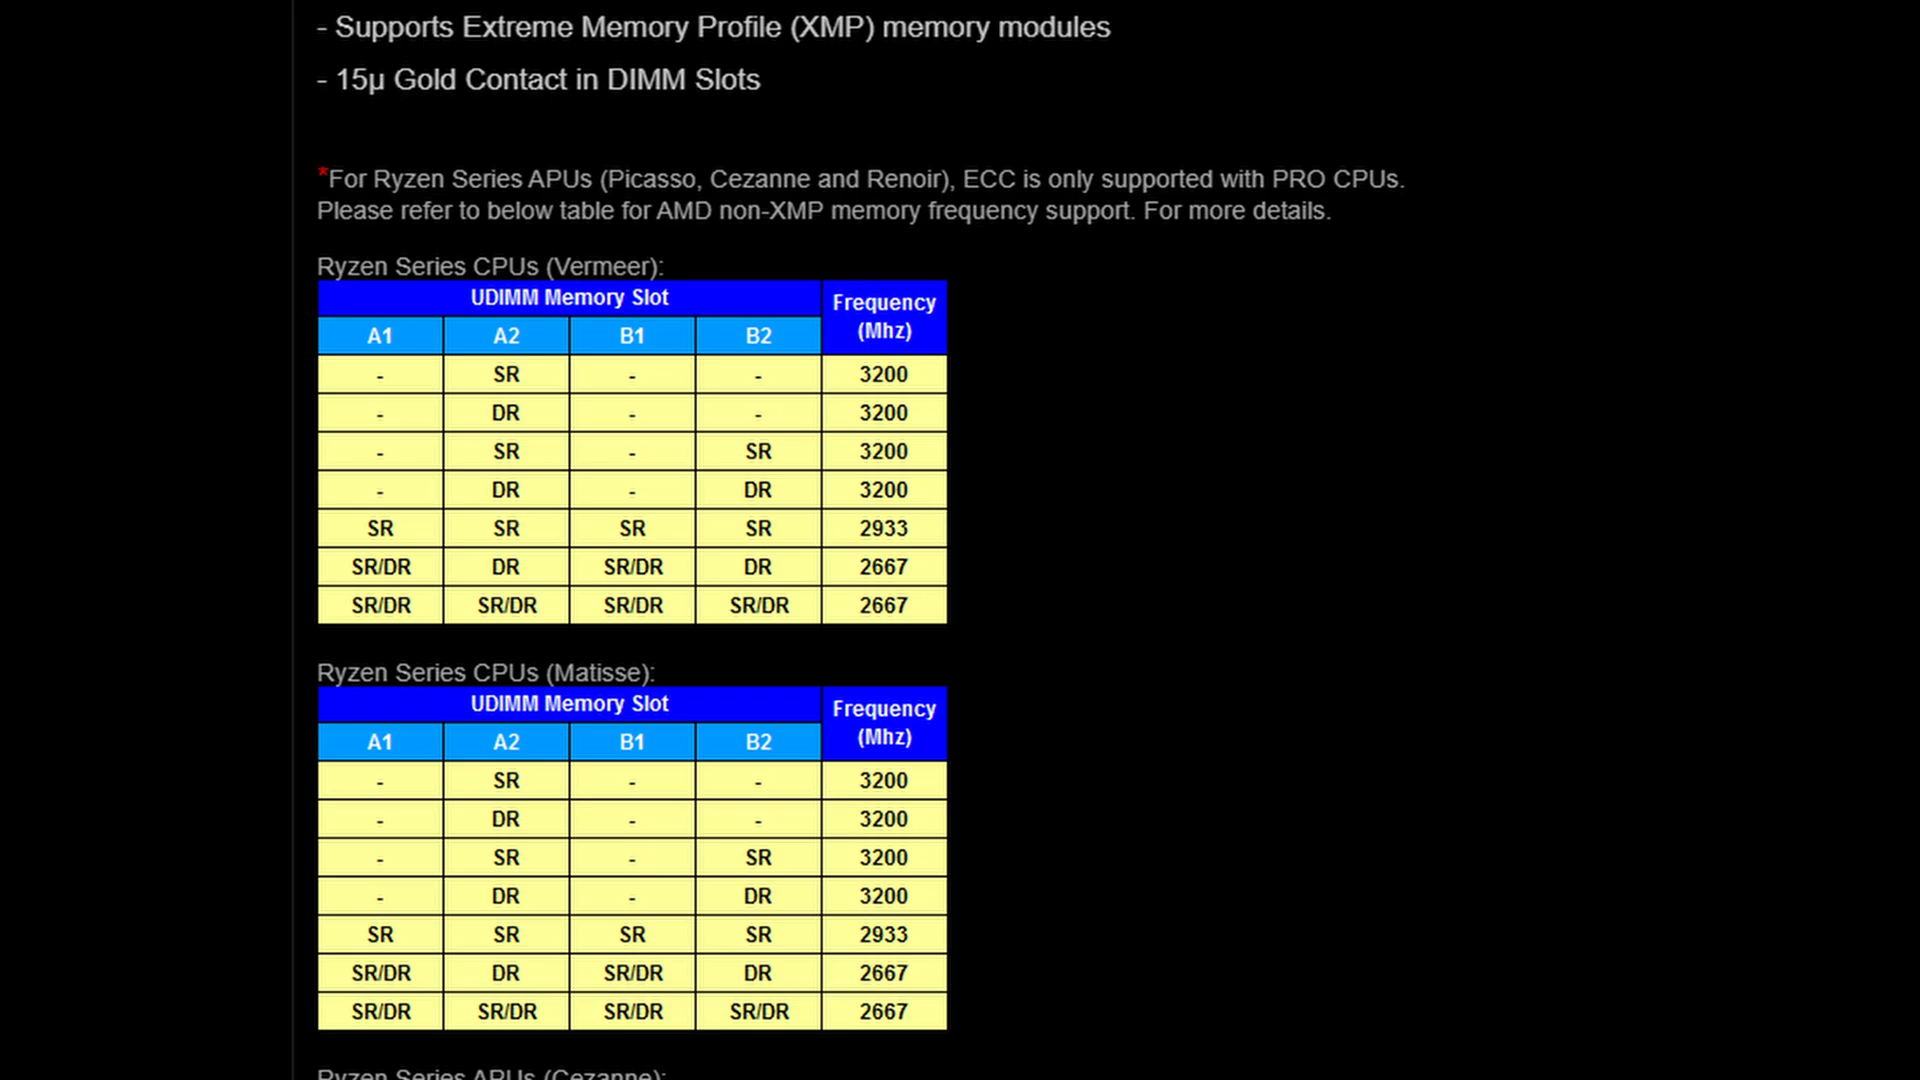 - Supports Extreme Memory Profile (XMP) memory modules
- 15μ Gold Contact in DIMM Slots
*For Ryzen Series APUs (Picasso, Cezanne and Renoir), ECC is only supported with PRO CPUs.
Please refer to below table for AMD non-XMP memory frequency support. For more details.
Ryzen Series CPUs (Vermeer):
UDIMM Memory Slot Frequency (Mhz)
A1 A2 B1 B2
- SR - - 3200
- DR - - 3200
- SR - SR 3200
- DR - DR 3200
SR SR SR SR 2933
SR/DR DR SR/DR DR 2667
SR/DR SR/DR SR/DR SR/DR 2667
Ryzen Series CPUs (Matisse):
UDIMM Memory Slot Frequency (Mhz)
A1 A2 B1 B2
- SR - - 3200
- DR - - 3200
- SR - SR 3200
- DR - DR 3200
SR SR SR SR 2933
SR/DR DR SR/DR DR 2667
SR/DR SR/DR SR/DR SR/DR 2667
Ryzen Series APUs (Cezanne):